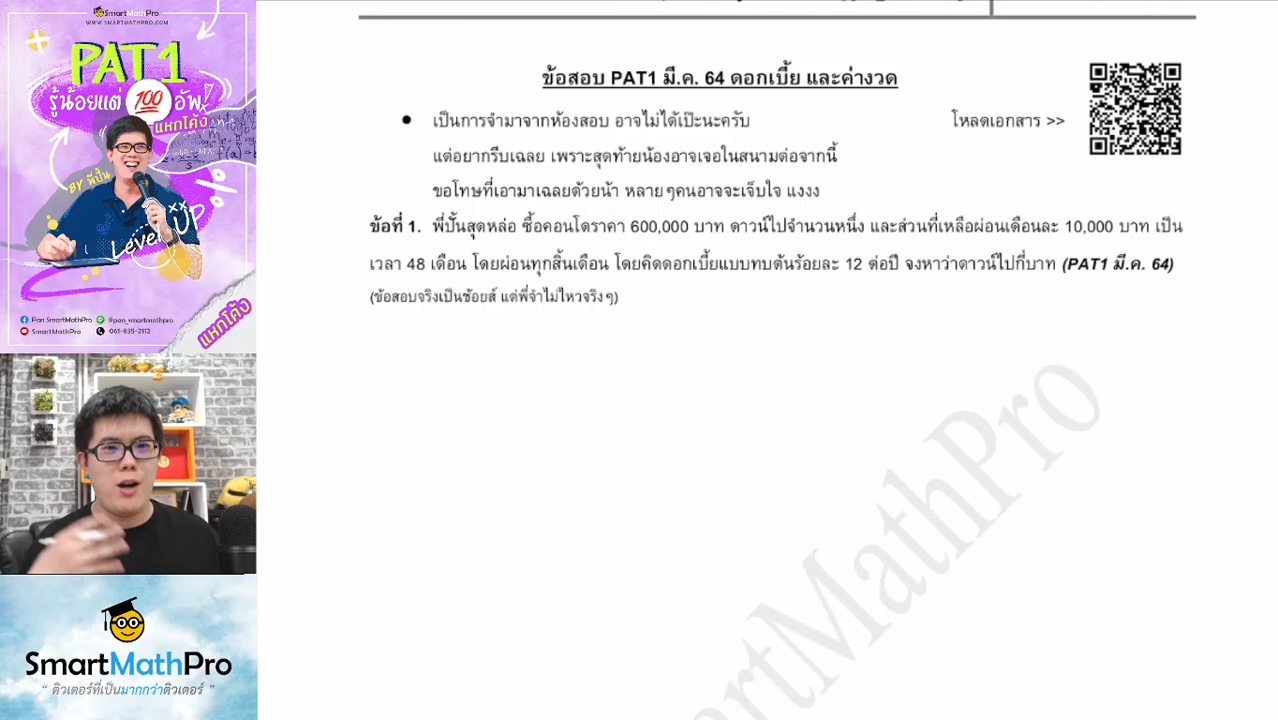 SmartMathPro
WWW.SMARTMATHPRO.COM
PAT1
รู้น้อยแต่ 100 อัพ
แหกโค้ง
BY พี่ปั้น
Level UP
Pan SmartMathPro @pan_smartmathpro
SmartMathPro 061-835-2112
แหกโค้ง
SmartMathPro
“ ติวเตอร์ที่เป็นมากกว่าติวเตอร์ ”
ข้อสอบ PAT1 มี.ค. 64 ดอกเบี้ย และค่างวด
● เป็นการจำมาจากห้องสอบ อาจไม่ได้เป๊ะนะครับ โหลดเอกสาร >>
แต่อยากรีบเฉลย เพราะสุดท้ายน้องอาจเจอในสนามต่อจากนี้
ขอโทษที่เอามาเฉลยด้วยน้า หลายๆคนอาจจะเจ็บใจ แงงง
ข้อที่ 1. พี่ปั้นสุดหล่อ ซื้อคอนโดราคา 600,000 บาท ดาวน์ไปจำนวนหนึ่ง และส่วนที่เหลือผ่อนเดือนละ 10,000 บาท เป็น
เวลา 48 เดือน โดยผ่อนทุกสิ้นเดือน โดยคิดดอกเบี้ยแบบทบต้นร้อยละ 12 ต่อปี จงหาว่าดาวน์ไปกี่บาท (PAT1 มี.ค. 64)
(ข้อสอบจริงเป็นช้อยส์ แต่พี่จำไม่ไหวจริงๆ)
artMathPro